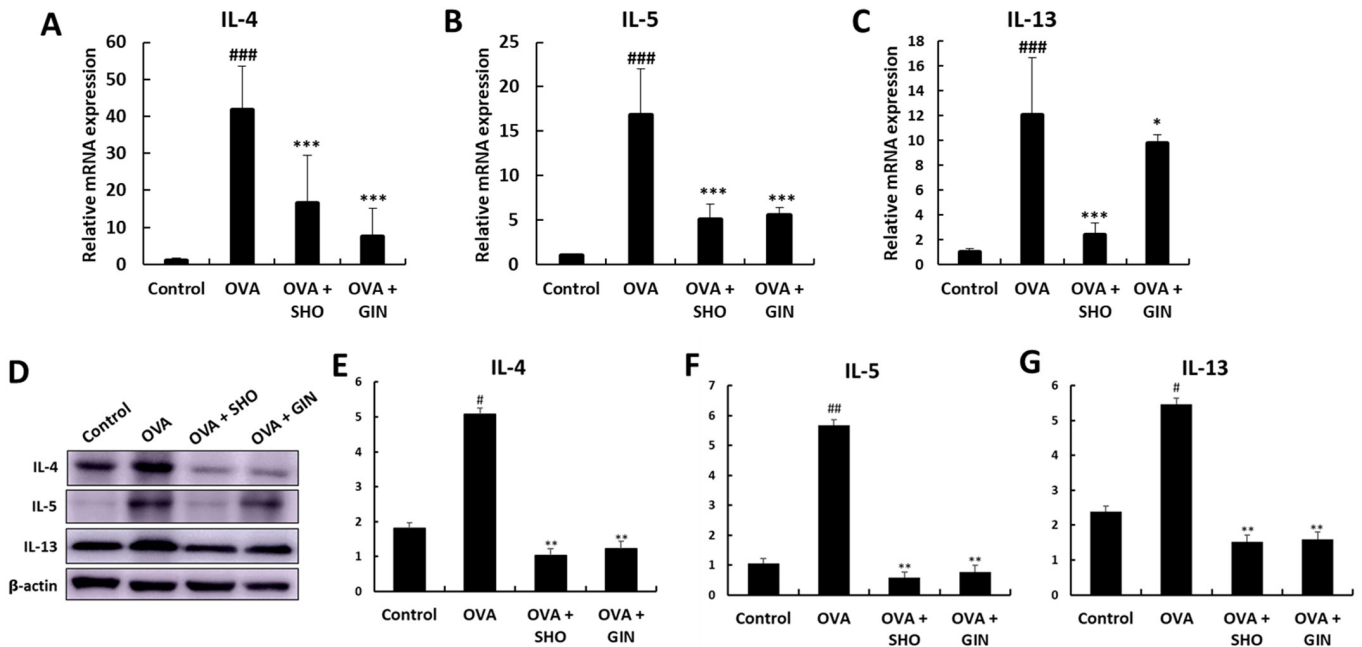 A
IL-4
Relative mRNA expression
60
50
40
30
20
10
0
###
***
***
Control
OVA
OVA +
SHO
OVA +
GIN
B
IL-5
Relative mRNA expression
25
20
15
10
5
0
###
***
***
Control
OVA
OVA +
SHO
OVA +
GIN
C
IL-13
Relative mRNA expression
18
16
14
12
10
8
6
4
2
0
###
***
*
Control
OVA
OVA +
SHO
OVA +
GIN
D
Control
OVA
OVA + SHO
OVA + GIN
IL-4
IL-5
IL-13
β-actin
E
IL-4
6
5
4
3
2
1
0
#
**
**
Control
OVA
OVA +
SHO
OVA +
GIN
F
IL-5
7
6
5
4
3
2
1
0
##
**
**
Control
OVA
OVA +
SHO
OVA +
GIN
G
IL-13
6
5
4
3
2
1
0
#
**
**
Control
OVA
OVA +
SHO
OVA +
GIN